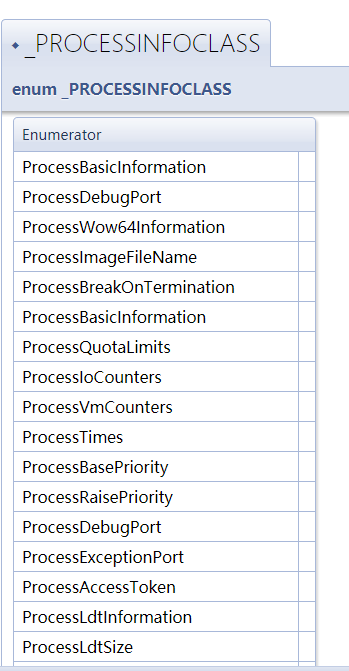 _PROCESSINFOCLASS
enum _PROCESSINFOCLASS
Enumerator
ProcessBasicInformation
ProcessDebugPort
ProcessWow64Information
ProcessImageFileName
ProcessBreakOnTermination
ProcessBasicInformation
ProcessQuotaLimits
ProcessIoCounters
ProcessVmCounters
ProcessTimes
ProcessBasePriority
ProcessRaisePriority
ProcessDebugPort
ProcessExceptionPort
ProcessAccessToken
ProcessLdtInformation
ProcessLdtSize